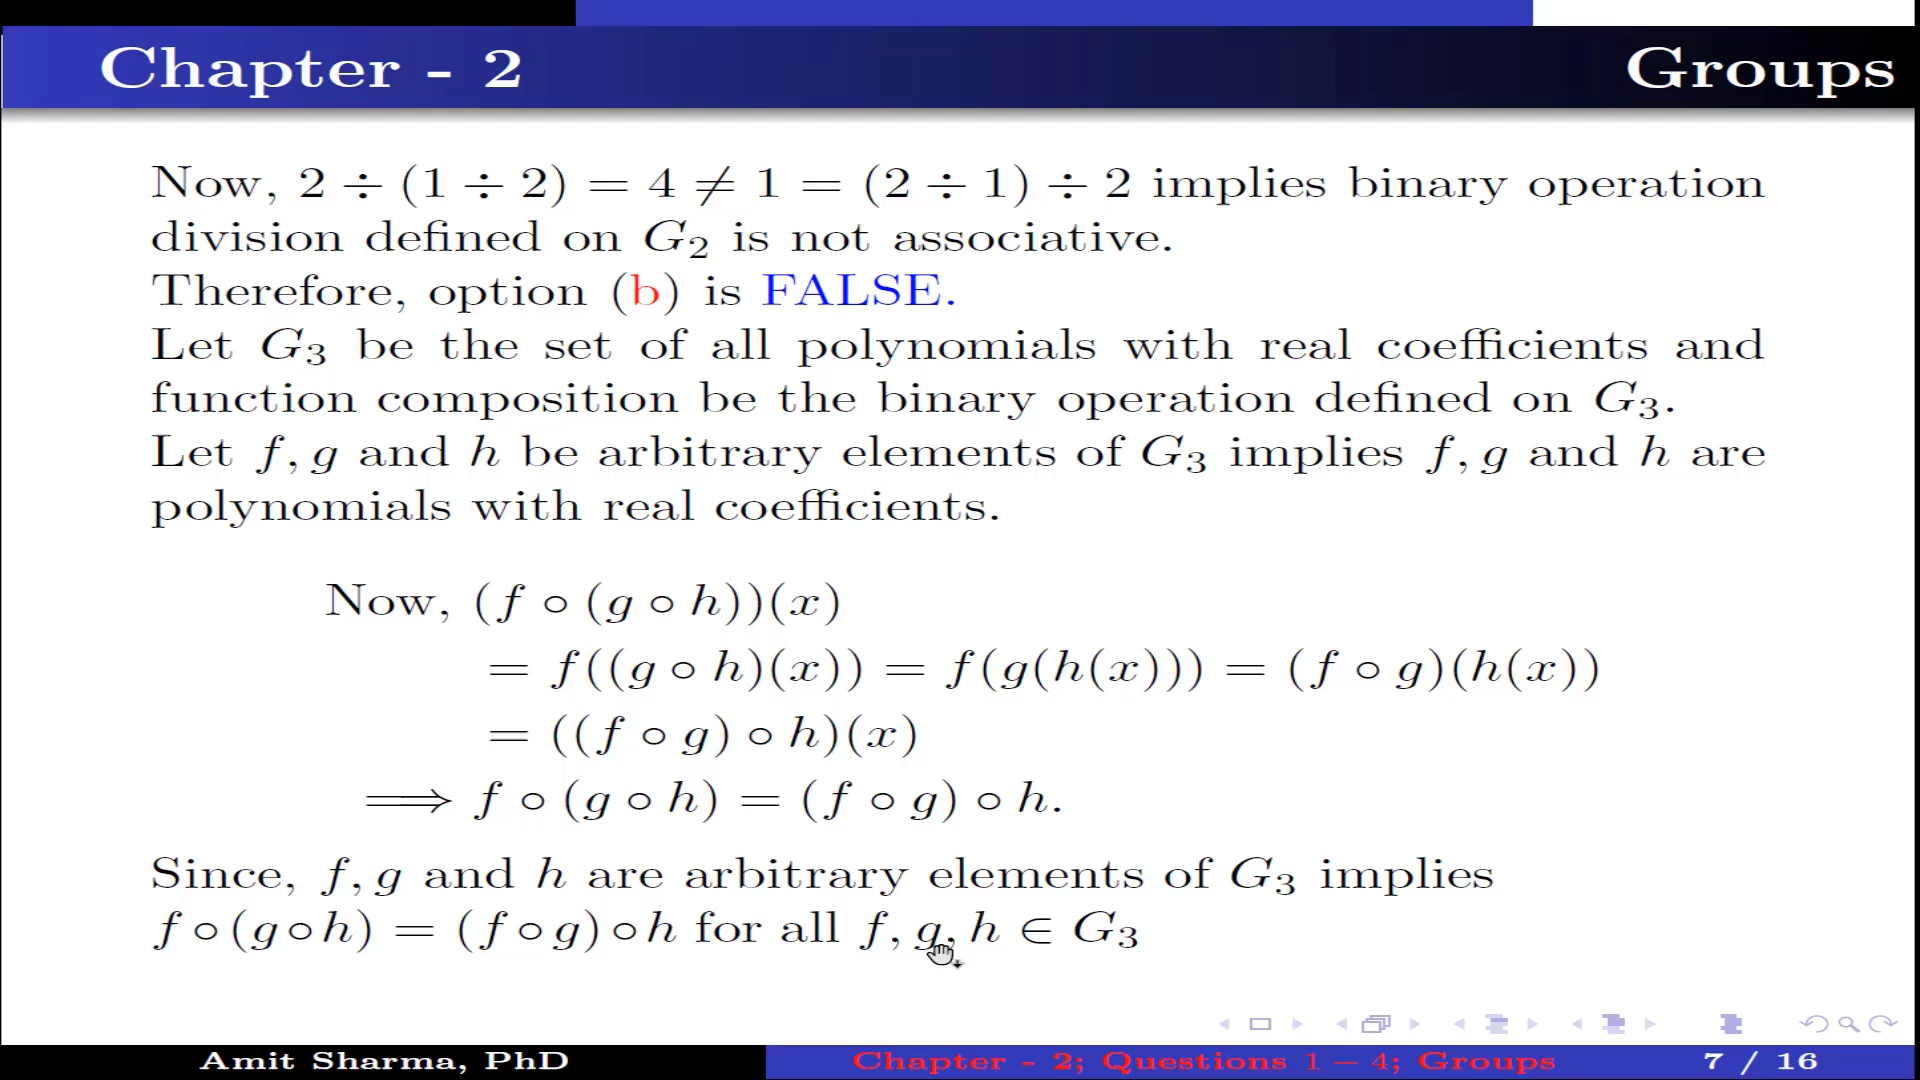 Chapter - 2 Groups
Now, 2 ÷ (1 ÷ 2) = 4 ≠ 1 = (2 ÷ 1) ÷ 2 implies binary operation
division defined on G₂ is not associative.
Therefore, option (b) is FALSE.
Let G₃ be the set of all polynomials with real coefficients and
function composition be the binary operation defined on G₃.
Let f, g and h be arbitrary elements of G₃ implies f, g and h are
polynomials with real coefficients.
Now, (f ∘ (g ∘ h))(x)
= f((g ∘ h)(x)) = f(g(h(x))) = (f ∘ g)(h(x))
= ((f ∘ g) ∘ h)(x)
⟹ f ∘ (g ∘ h) = (f ∘ g) ∘ h.
Since, f, g and h are arbitrary elements of G₃ implies
f ∘ (g ∘ h) = (f ∘ g) ∘ h for all f, g, h ∈ G₃
Amit Sharma, PhD Chapter - 2; Questions 1 − 4; Groups 7 / 16